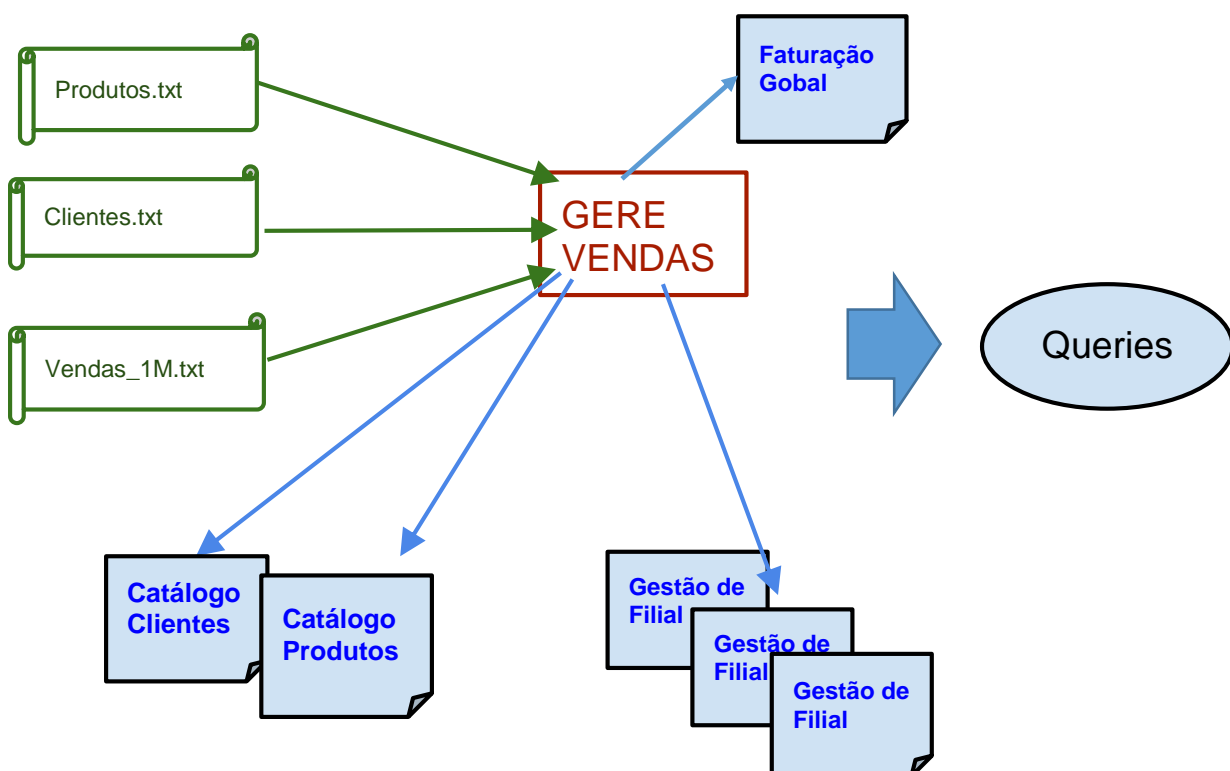 Faturação
Gobal
Produtos.txt
Clientes.txt
GERE
VENDAS
Vendas_1M.txt
Queries
Catálogo
Clientes
Catálogo
Produtos
Gestão de
Filial
Gestão de
Filial
Gestão de
Filial